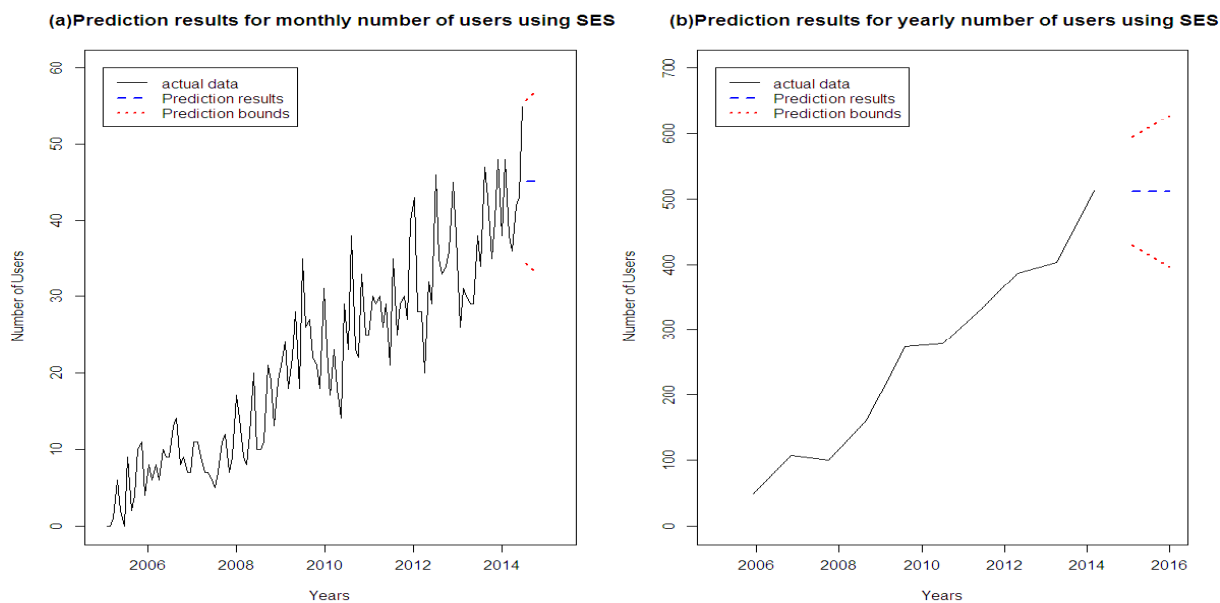 (a)Prediction results for monthly number of users using SES
60
50
40
30
20
10
0
Number of Users
actual data
Prediction results
Prediction bounds
2006 2008 2010 2012 2014
Years
(b)Prediction results for yearly number of users using SES
700
600
500
400
300
200
100
0
Number of Users
actual data
Prediction results
Prediction bounds
2006 2008 2010 2012 2014 2016
Years